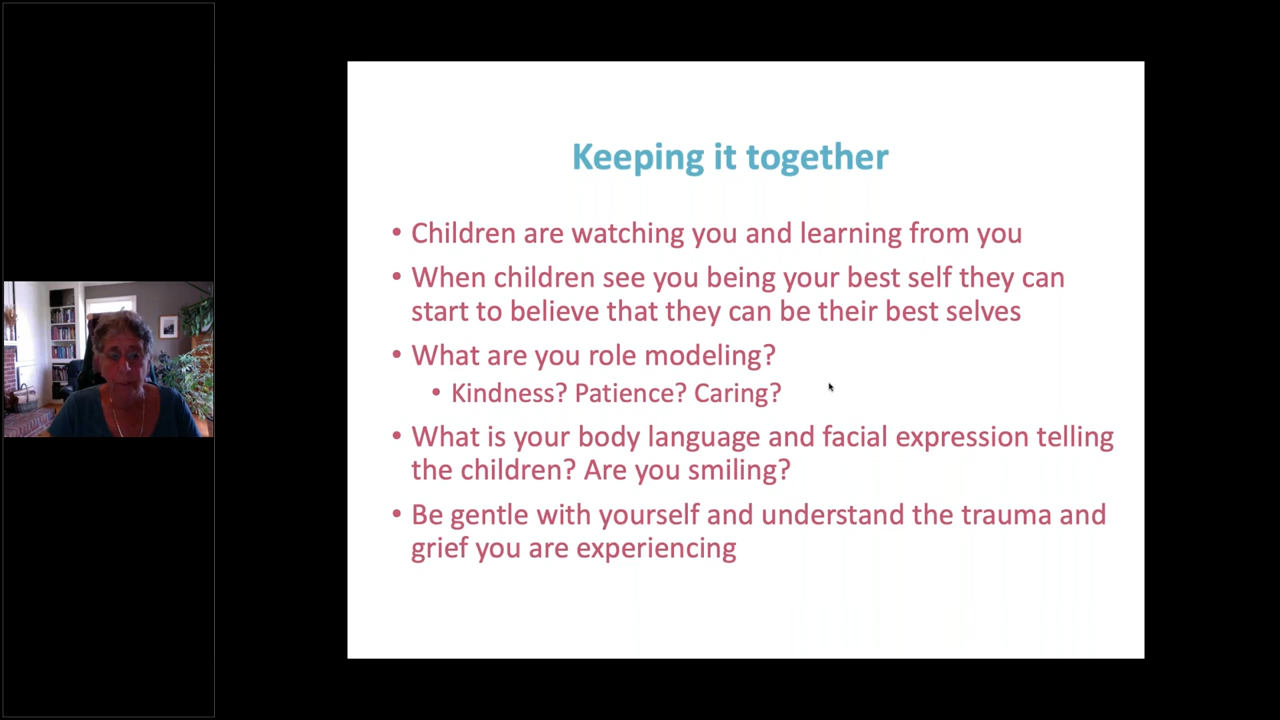 Keeping it together
• Children are watching you and learning from you
• When children see you being your best self they can
start to believe that they can be their best selves
• What are you role modeling?
• Kindness? Patience? Caring?
• What is your body language and facial expression telling
the children? Are you smiling?
• Be gentle with yourself and understand the trauma and
grief you are experiencing